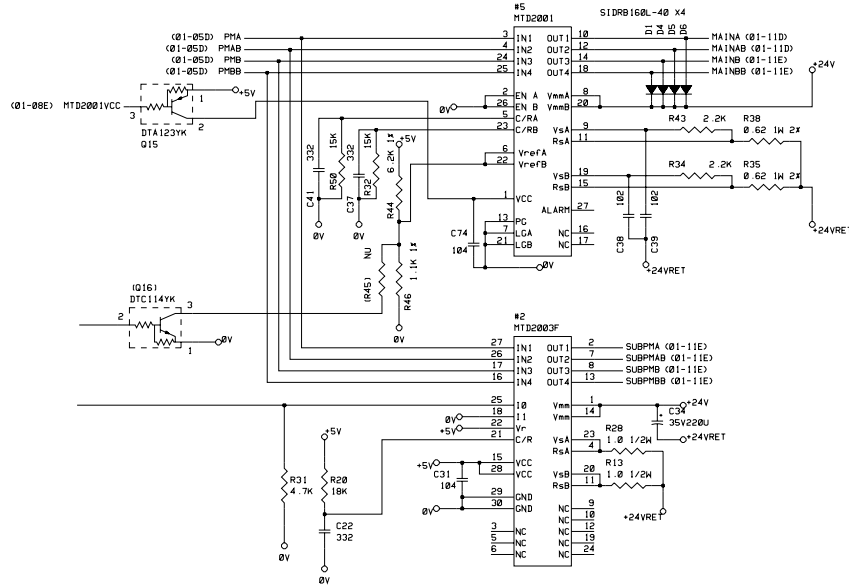 #5
MTD2001
SIDRB160L-40 X4
D1
D4
D5
D6
(01-05D) PMA
(01-05D) PMAB
(01-05D) PMB
(01-05D) PMBB
3 IN1 OUT1 10 MAINA (01-11D)
4 IN2 OUT2 12 MAINAB (01-11D)
24 IN3 OUT3 14 MAINB (01-11E)
25 IN4 OUT4 18 MAINBB (01-11E)
+24V
+5V
(01-08E) MTD2001VCC
3
1
2
DTA123YK
Q15
0V
2 EN A VmmA 8
26 EN B VmmB 20
5 C/RA VsA 9
23 C/RB RsA 11
R43 2.2K
R38
0.62 1W 2%
6 VrefA
22 VrefB
VsB 19
RsB 15
R34 2.2K
R35
0.62 1W 2%
1 VCC
ALARM 27
13 PG
7 LGA NC 16
21 LGB NC 17
332
C41
15K
R50
332
C37
15K
R32
+5V
6.2K 1%
R44
0V
0V
C74
104
0V
102
C38
102
C39
+24VRET
+24VRET
NU
(R45)
1.1K 1%
R46
0V
(Q16)
DTC114YK
2
3
1
0V
#2
MTD2003F
27 IN1 OUT1 2 SUBPMA (01-11E)
26 IN2 OUT2 7 SUBPMAB (01-11E)
17 IN3 OUT3 8 SUBPMB (01-11E)
16 IN4 OUT4 13 SUBPMBB (01-11E)
25 I0 Vmm 1 +24V
0V 18 I1 Vmm 14
+5V 22 Vr
21 C/R
C34
35V220U
+24VRET
VsA 23
RsA 4
R28
1.0 1/2W
+5V 15 VCC
28 VCC
VsB 20
RsB 11
R13
1.0 1/2W
C31
104
29 GND
0V 30 GND
+24VRET
NC 9
NC 10
3 NC NC 12
5 NC NC 19
6 NC NC 24
R31
4.7K
0V
+5V
R20
18K
C22
332
0V